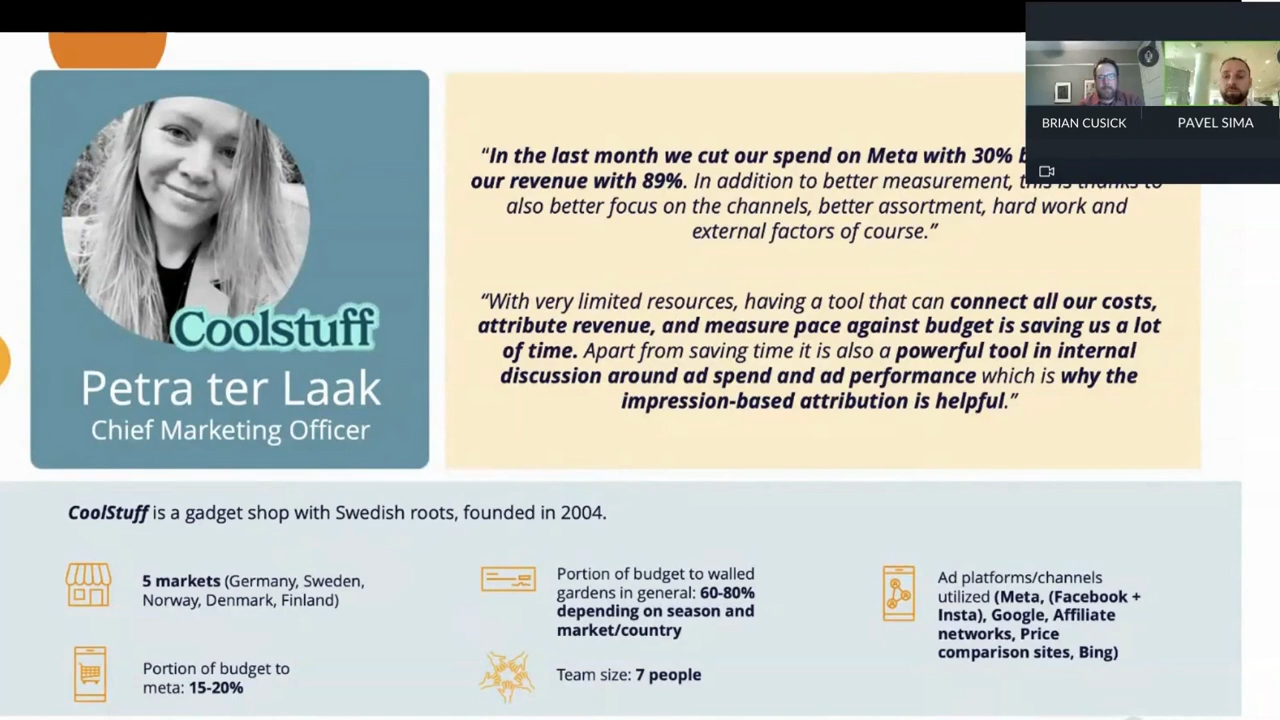 BRIAN CUSICK
PAVEL SIMA
Coolstuff
Petra ter Laak
Chief Marketing Officer
“In the last month we cut our spend on Meta with 30%
our revenue with 89%. In addition to better measurement, this is thanks to
also better focus on the channels, better assortment, hard work and
external factors of course.”
“With very limited resources, having a tool that can connect all our costs,
attribute revenue, and measure pace against budget is saving us a lot
of time. Apart from saving time it is also a powerful tool in internal
discussion around ad spend and ad performance which is why the
impression-based attribution is helpful.”
CoolStuff is a gadget shop with Swedish roots, founded in 2004.
5 markets (Germany, Sweden,
Norway, Denmark, Finland)
Portion of budget to
meta: 15-20%
Portion of budget to walled
gardens in general: 60-80%
depending on season and
market/country
Team size: 7 people
Ad platforms/channels
utilized (Meta, (Facebook +
Insta), Google, Affiliate
networks, Price
comparison sites, Bing)